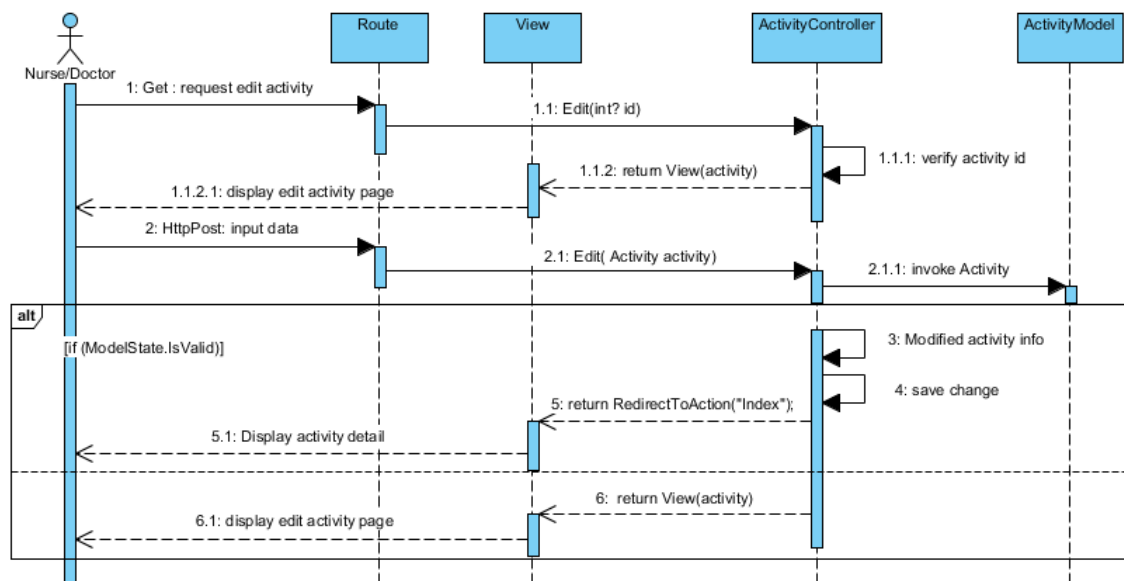 Route
View
ActivityController
ActivityModel
Nurse/Doctor
1: Get : request edit activity
1.1: Edit(int? id)
1.1.1: verify activity id
1.1.2: return View(activity)
1.1.2.1: display edit activity page
2: HttpPost: input data
2.1: Edit( Activity activity)
2.1.1: invoke Activity
alt
[if (ModelState.IsValid)]
3: Modified activity info
4: save change
5: return RedirectToAction("Index");
5.1: Display activity detail
6: return View(activity)
6.1: display edit activity page